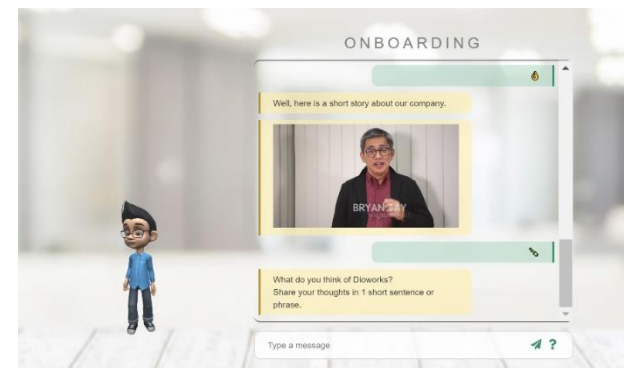 ONBOARDING
Well, here is a short story about our company.
BRYAN TAY
What do you think of Dioworks?
Share your thoughts in 1 short sentence or
phrase.
Type a message
?